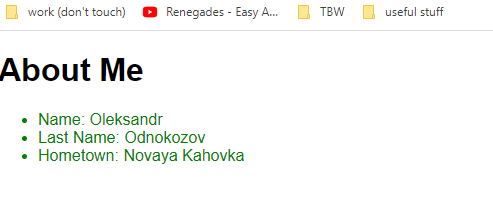 work (don't touch) Renegades - Easy A... TBW useful stuff
About Me
Name: Oleksandr
Last Name: Odnokozov
Hometown: Novaya Kahovka